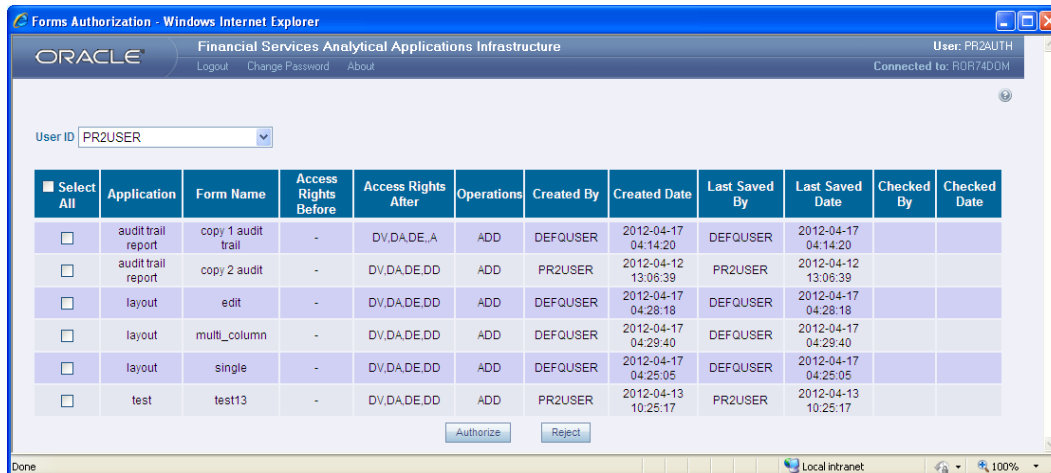 Forms Authorization - Windows Internet Explorer
ORACLE®
Financial Services Analytical Applications Infrastructure
User: PR2AUTH
Logout Change Password About
Connected to: ROR74DOM
User ID PR2USER
Select All Application Form Name Access Rights Before Access Rights After Operations Created By Created Date Last Saved By Last Saved Date Checked By Checked Date
audit trail report copy 1 audit trail - DV,DA,DE,,A ADD DEFQUSER 2012-04-17 04:14:20 DEFQUSER 2012-04-17 04:14:20
audit trail report copy 2 audit - DV,DA,DE,DD ADD PR2USER 2012-04-12 13:06:39 PR2USER 2012-04-12 13:06:39
layout edit - DV,DA,DE,DD ADD DEFQUSER 2012-04-17 04:28:18 DEFQUSER 2012-04-17 04:28:18
layout multi_column - DV,DA,DE,DD ADD DEFQUSER 2012-04-17 04:29:40 DEFQUSER 2012-04-17 04:29:40
layout single - DV,DA,DE,DD ADD DEFQUSER 2012-04-17 04:25:05 DEFQUSER 2012-04-17 04:25:05
test test13 - DV,DA,DE,DD ADD PR2USER 2012-04-13 10:25:17 PR2USER 2012-04-13 10:25:17
Authorize Reject
Done Local intranet 100%